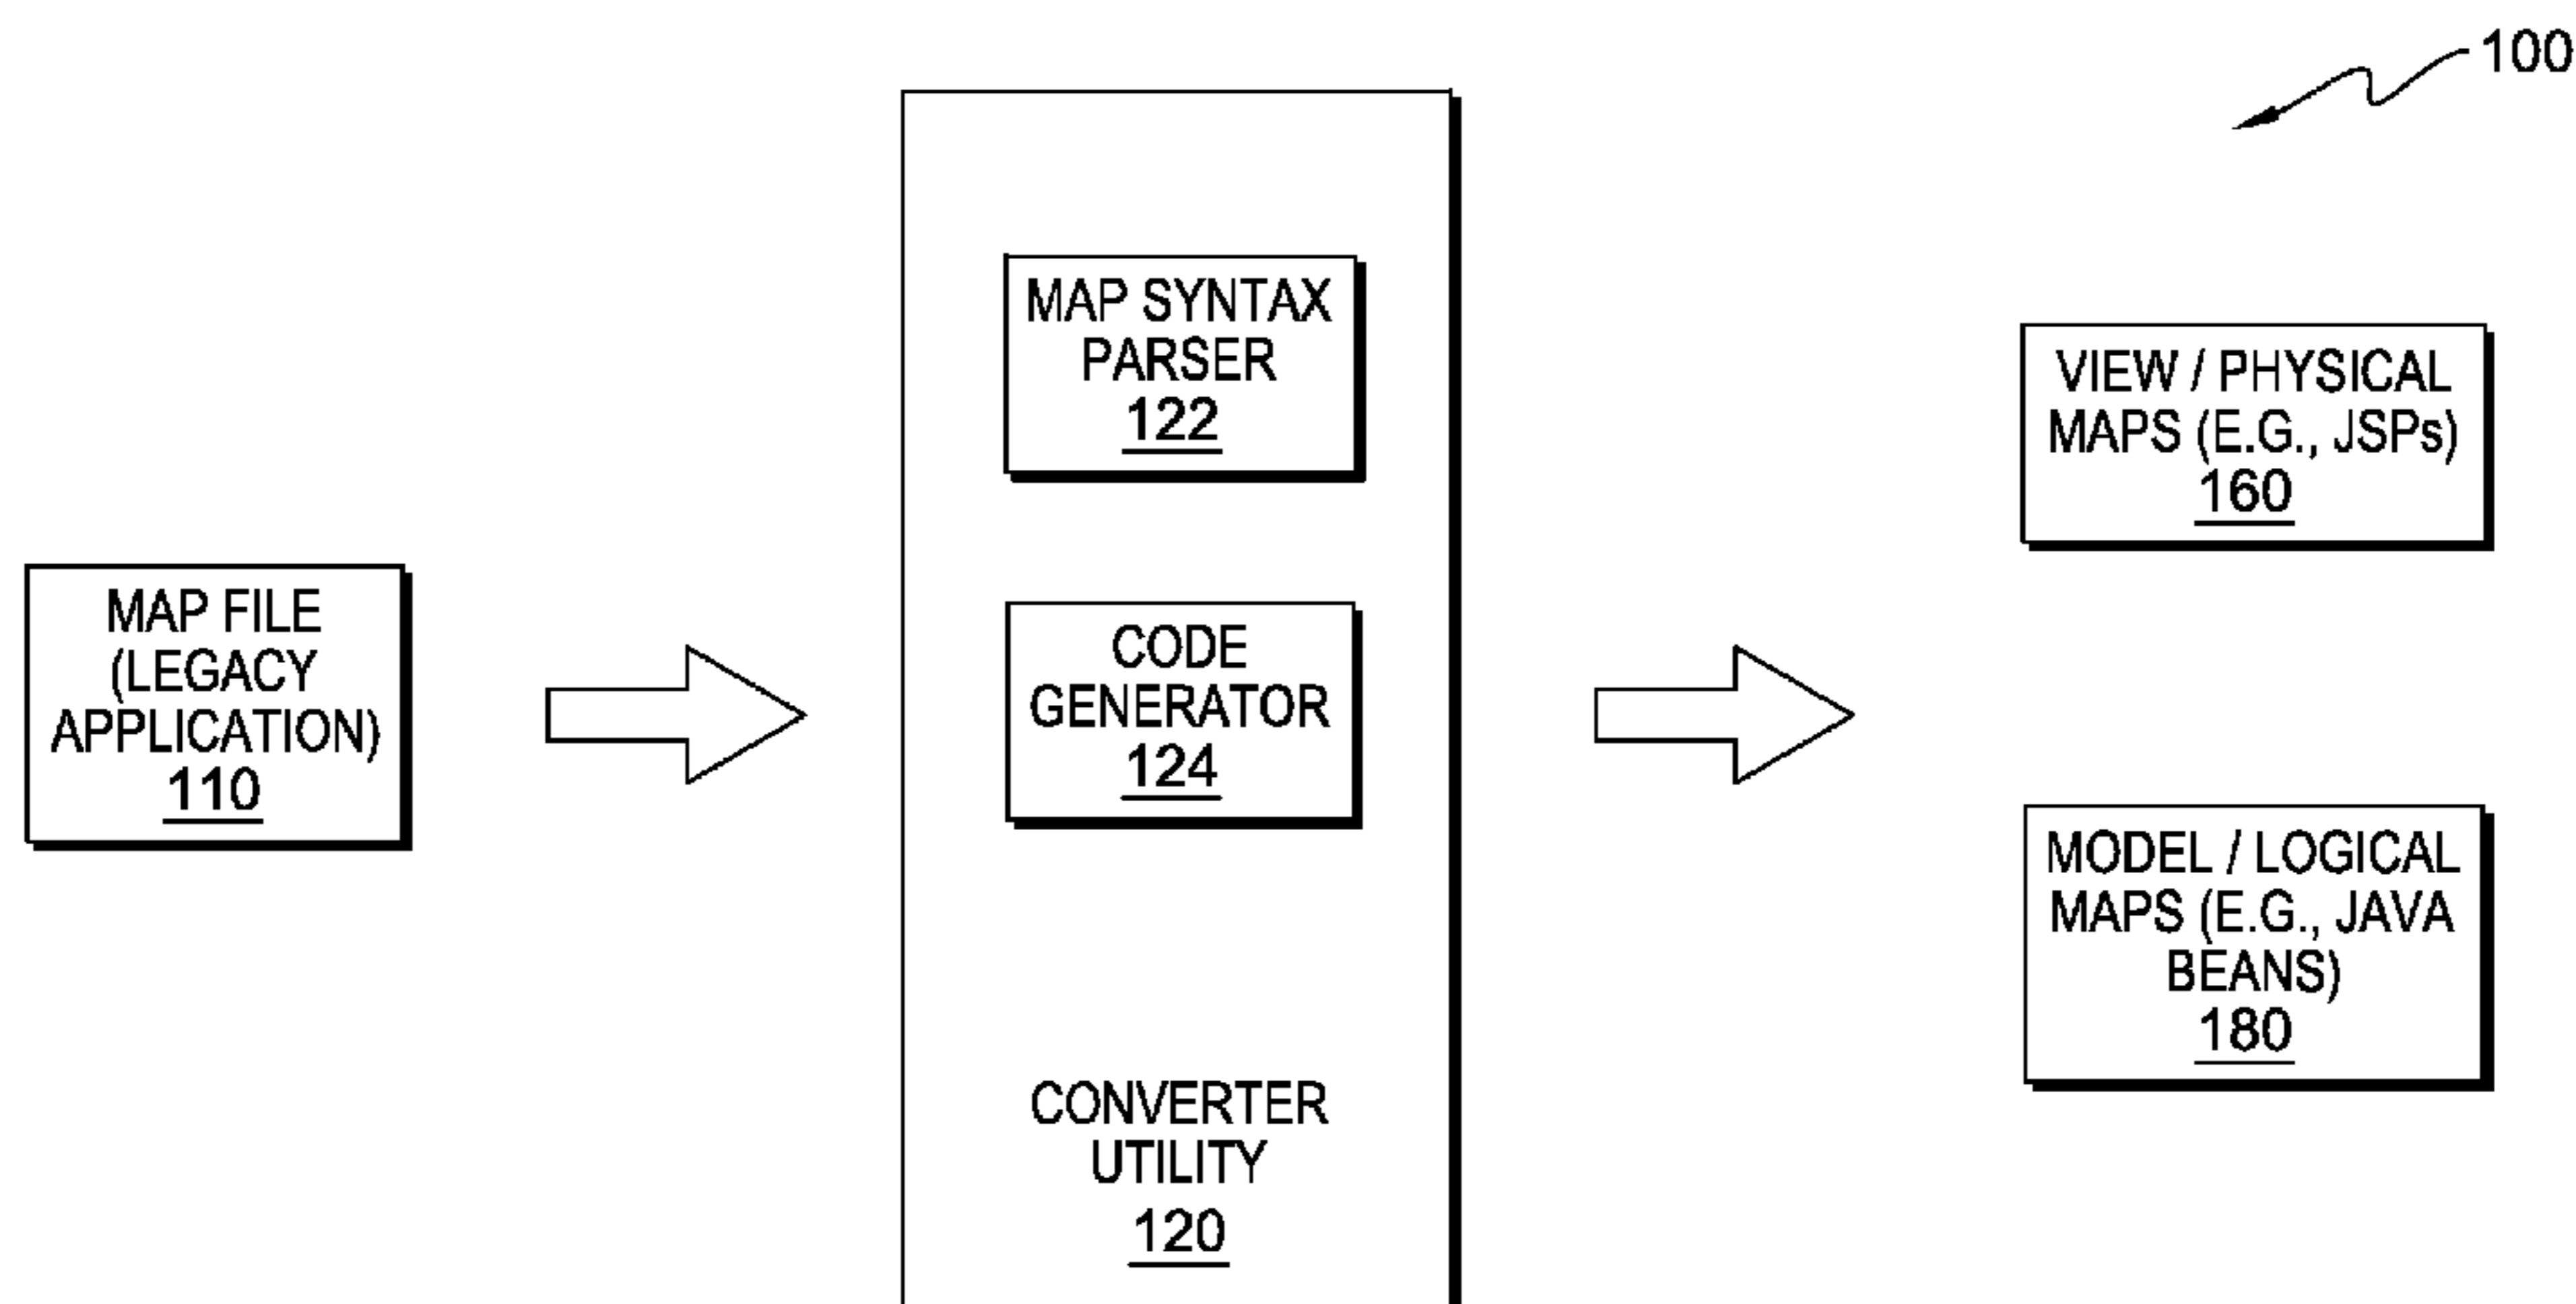 100
MAP SYNTAX
PARSER
122
VIEW / PHYSICAL
MAPS (E.G., JSPs)
160
MAP FILE
(LEGACY
APPLICATION)
110
CODE
GENERATOR
124
MODEL / LOGICAL
MAPS (E.G., JAVA
BEANS)
180
CONVERTER
UTILITY
120